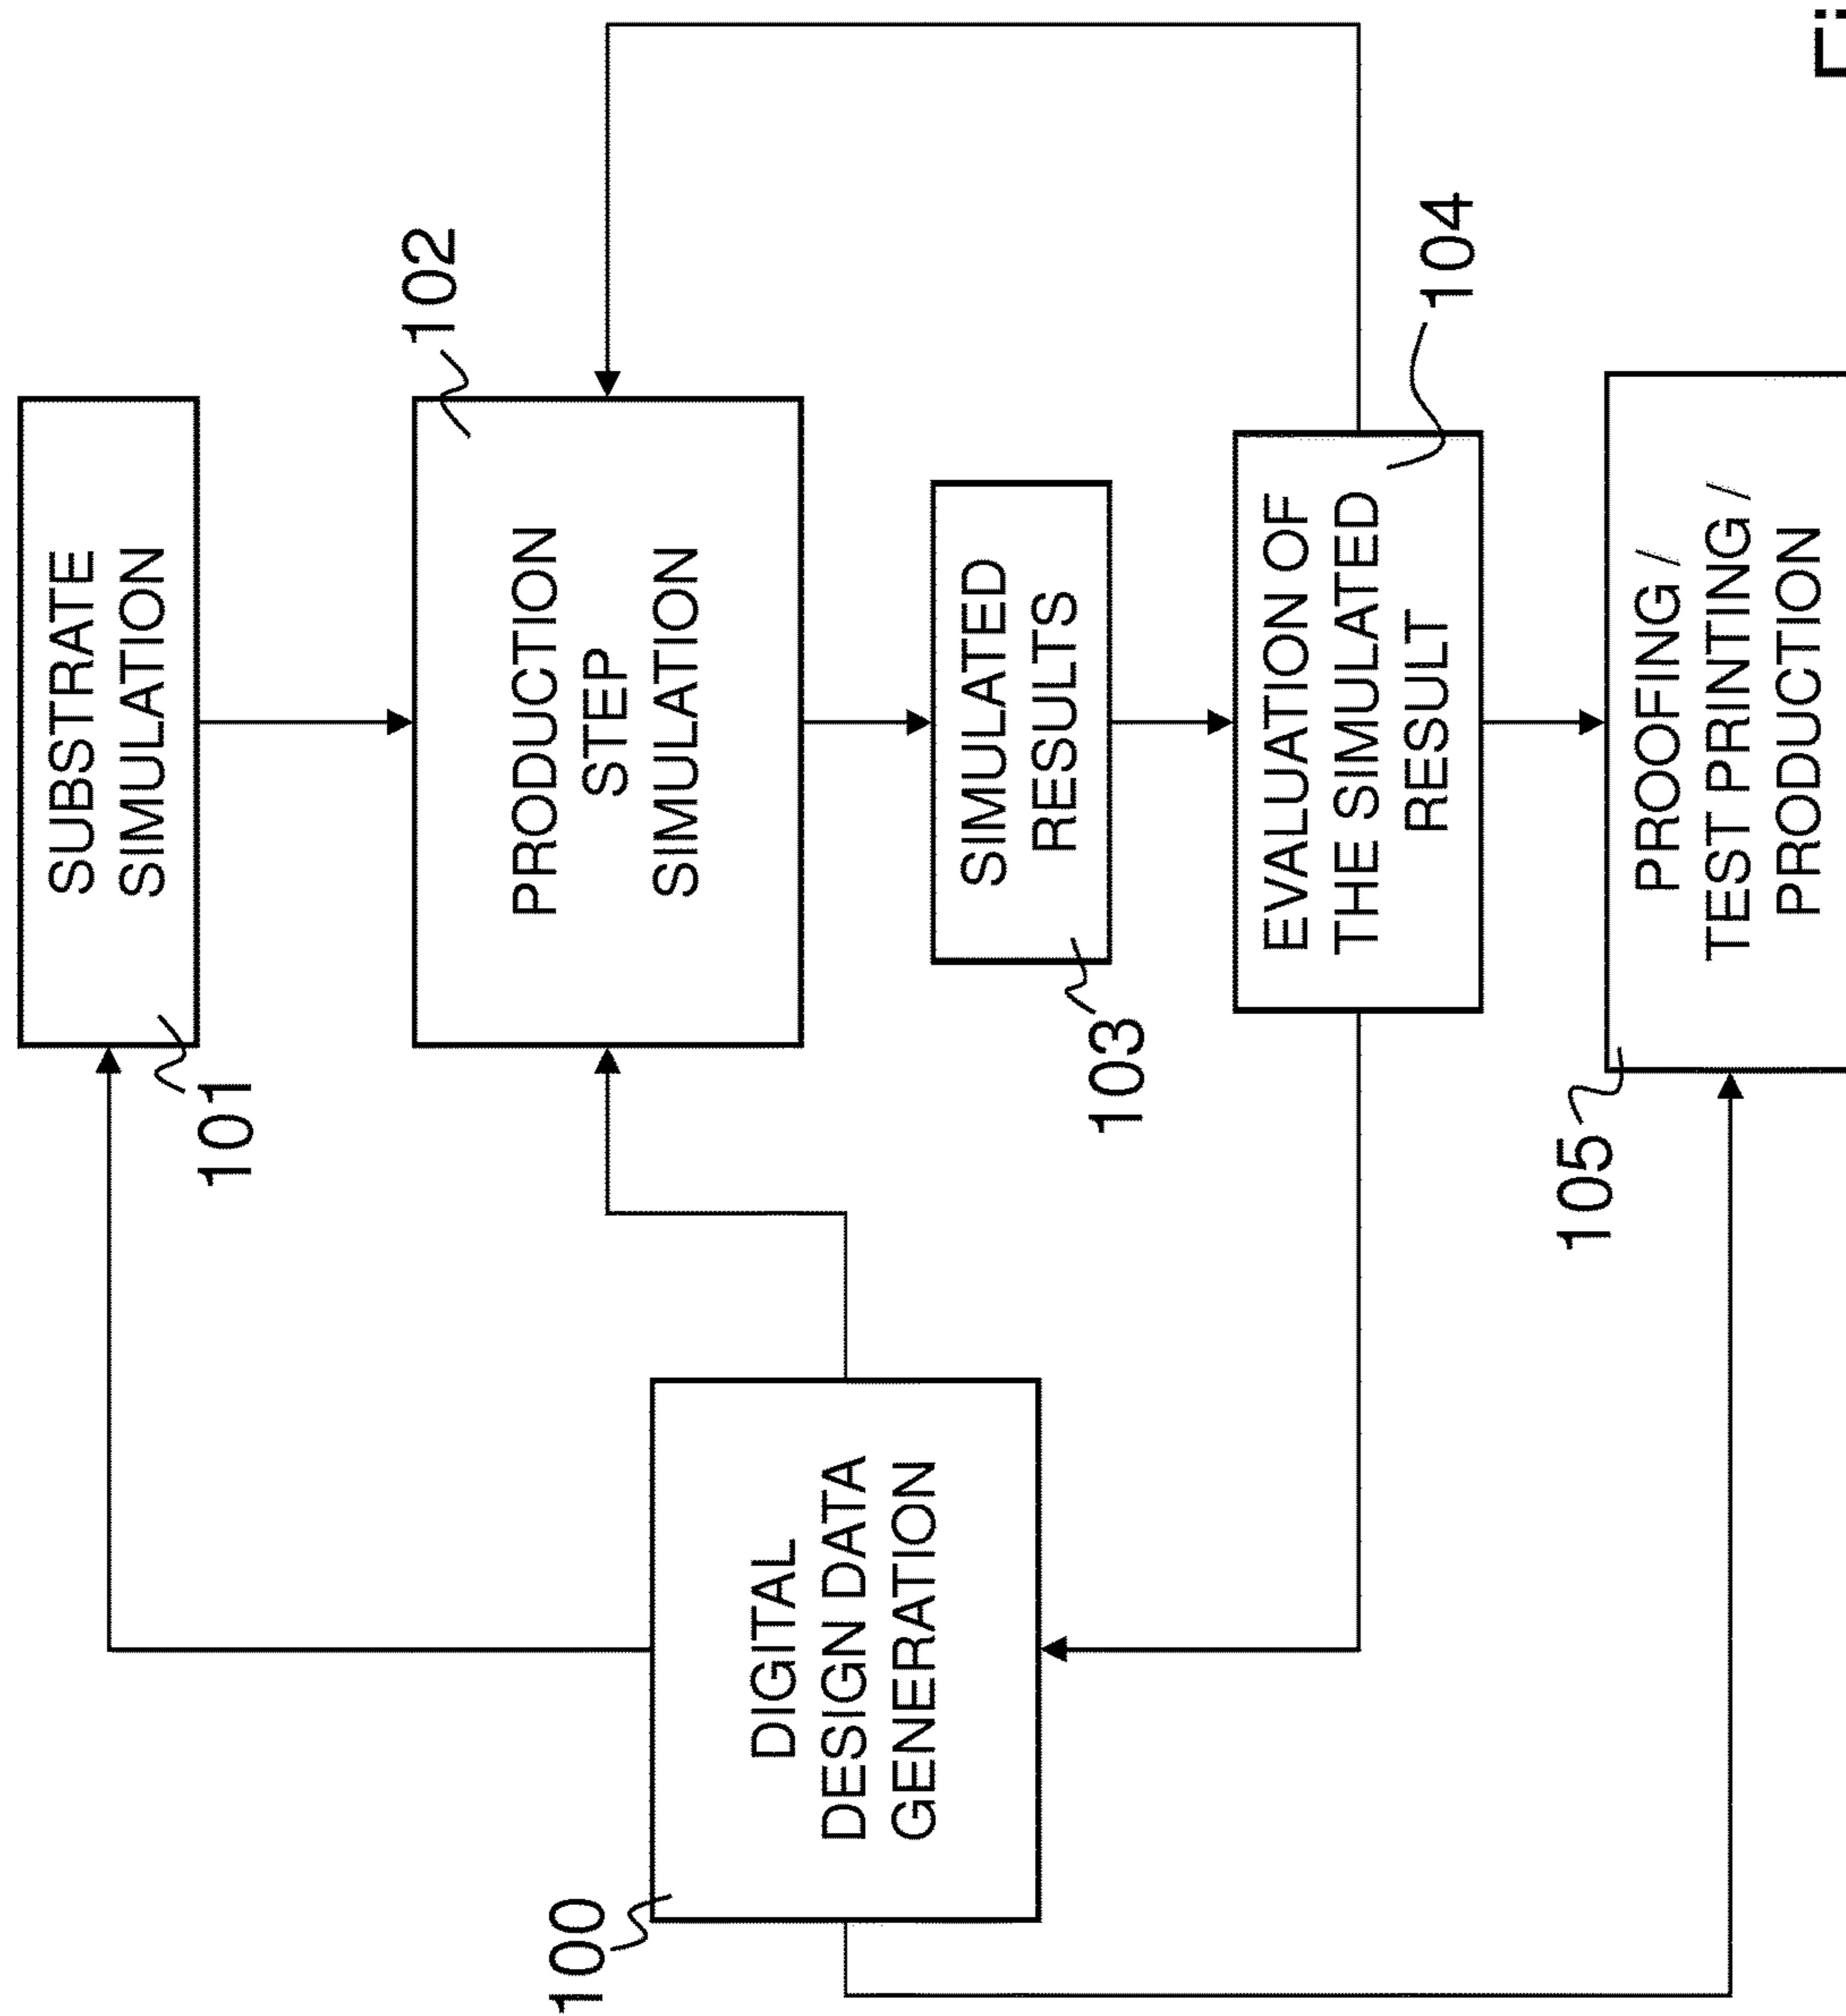 100
DIGITAL
DESIGN DATA
GENERATION
101
SUBSTRATE
SIMULATION
102
PRODUCTION
STEP
SIMULATION
103
SIMULATED
RESULTS
104
EVALUATION OF
THE SIMULATED
RESULT
105
PROOFING /
TEST PRINTING /
PRODUCTION